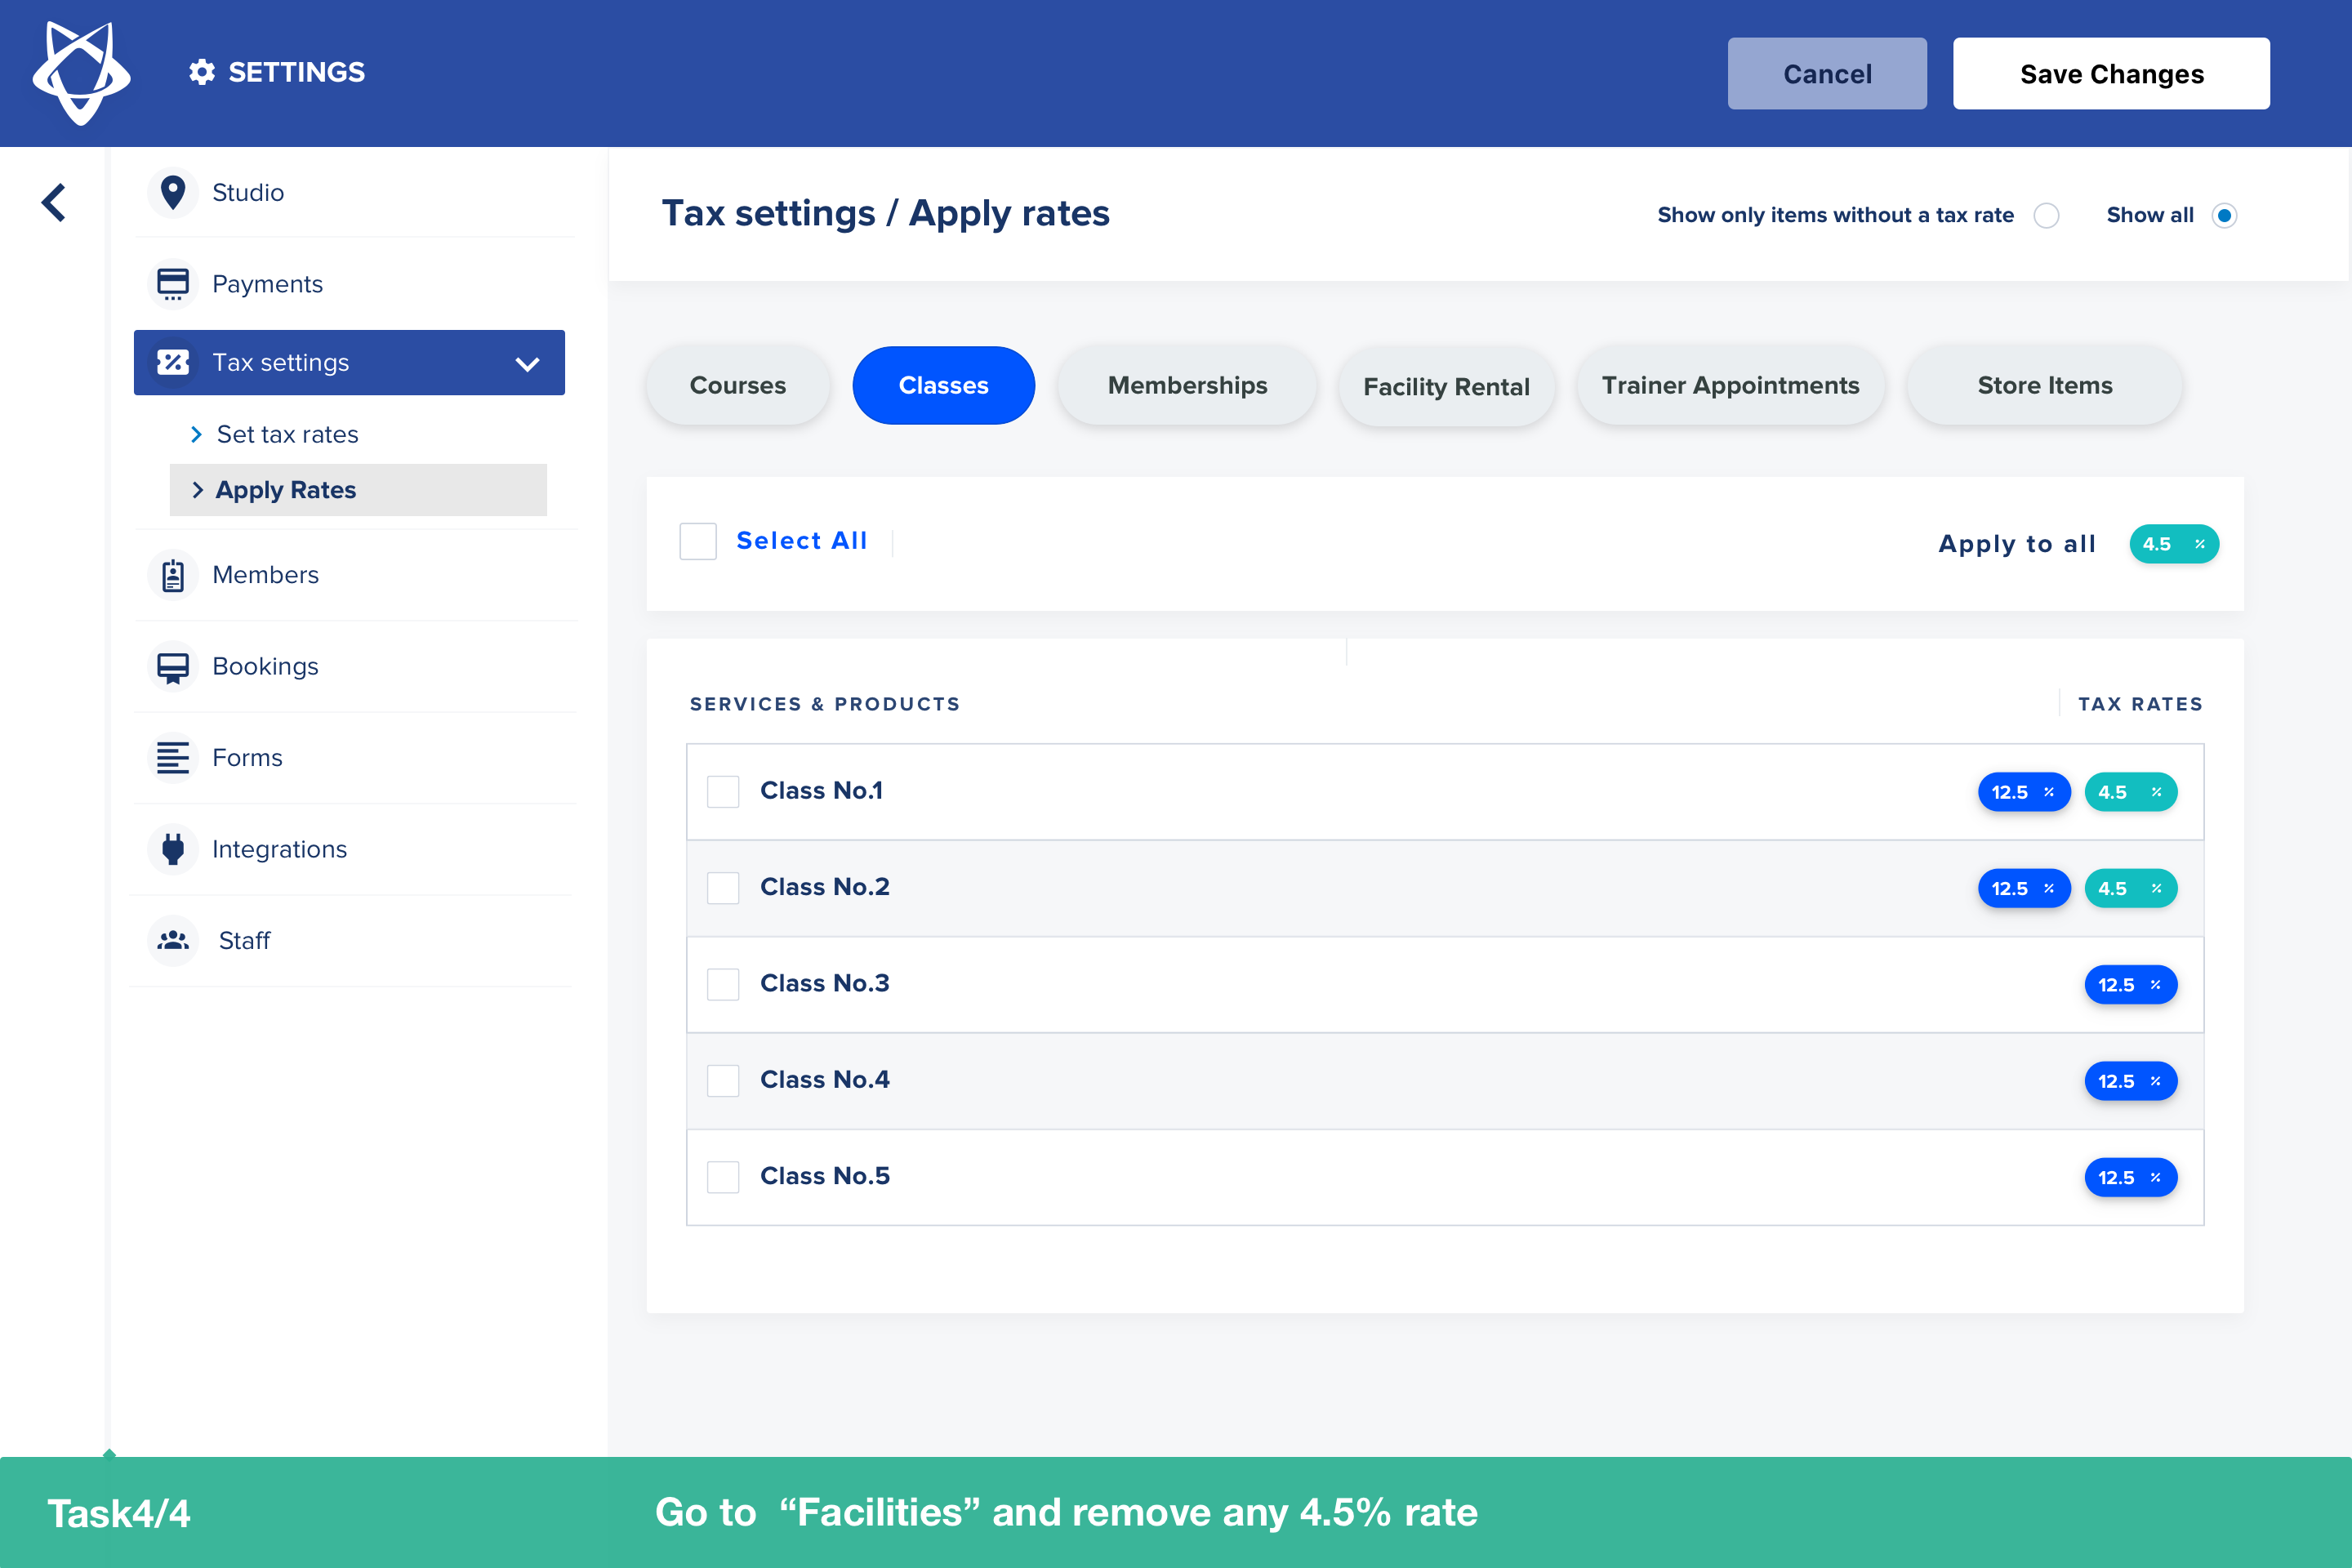 SETTINGS
Cancel
Save Changes
Studio
Payments
Tax settings
Set tax rates
Apply Rates
Members
Bookings
Forms
Integrations
Staff
Tax settings / Apply rates
Show only items without a tax rate
Show all
Courses
Classes
Memberships
Facility Rental
Trainer Appointments
Store Items
Select All
Apply to all
4.5 %
SERVICES & PRODUCTS
TAX RATES
Class No.1
12.5 %
4.5 %
Class No.2
12.5 %
4.5 %
Class No.3
12.5 %
Class No.4
12.5 %
Class No.5
12.5 %
Task4/4
Go to “Facilities” and remove any 4.5% rate